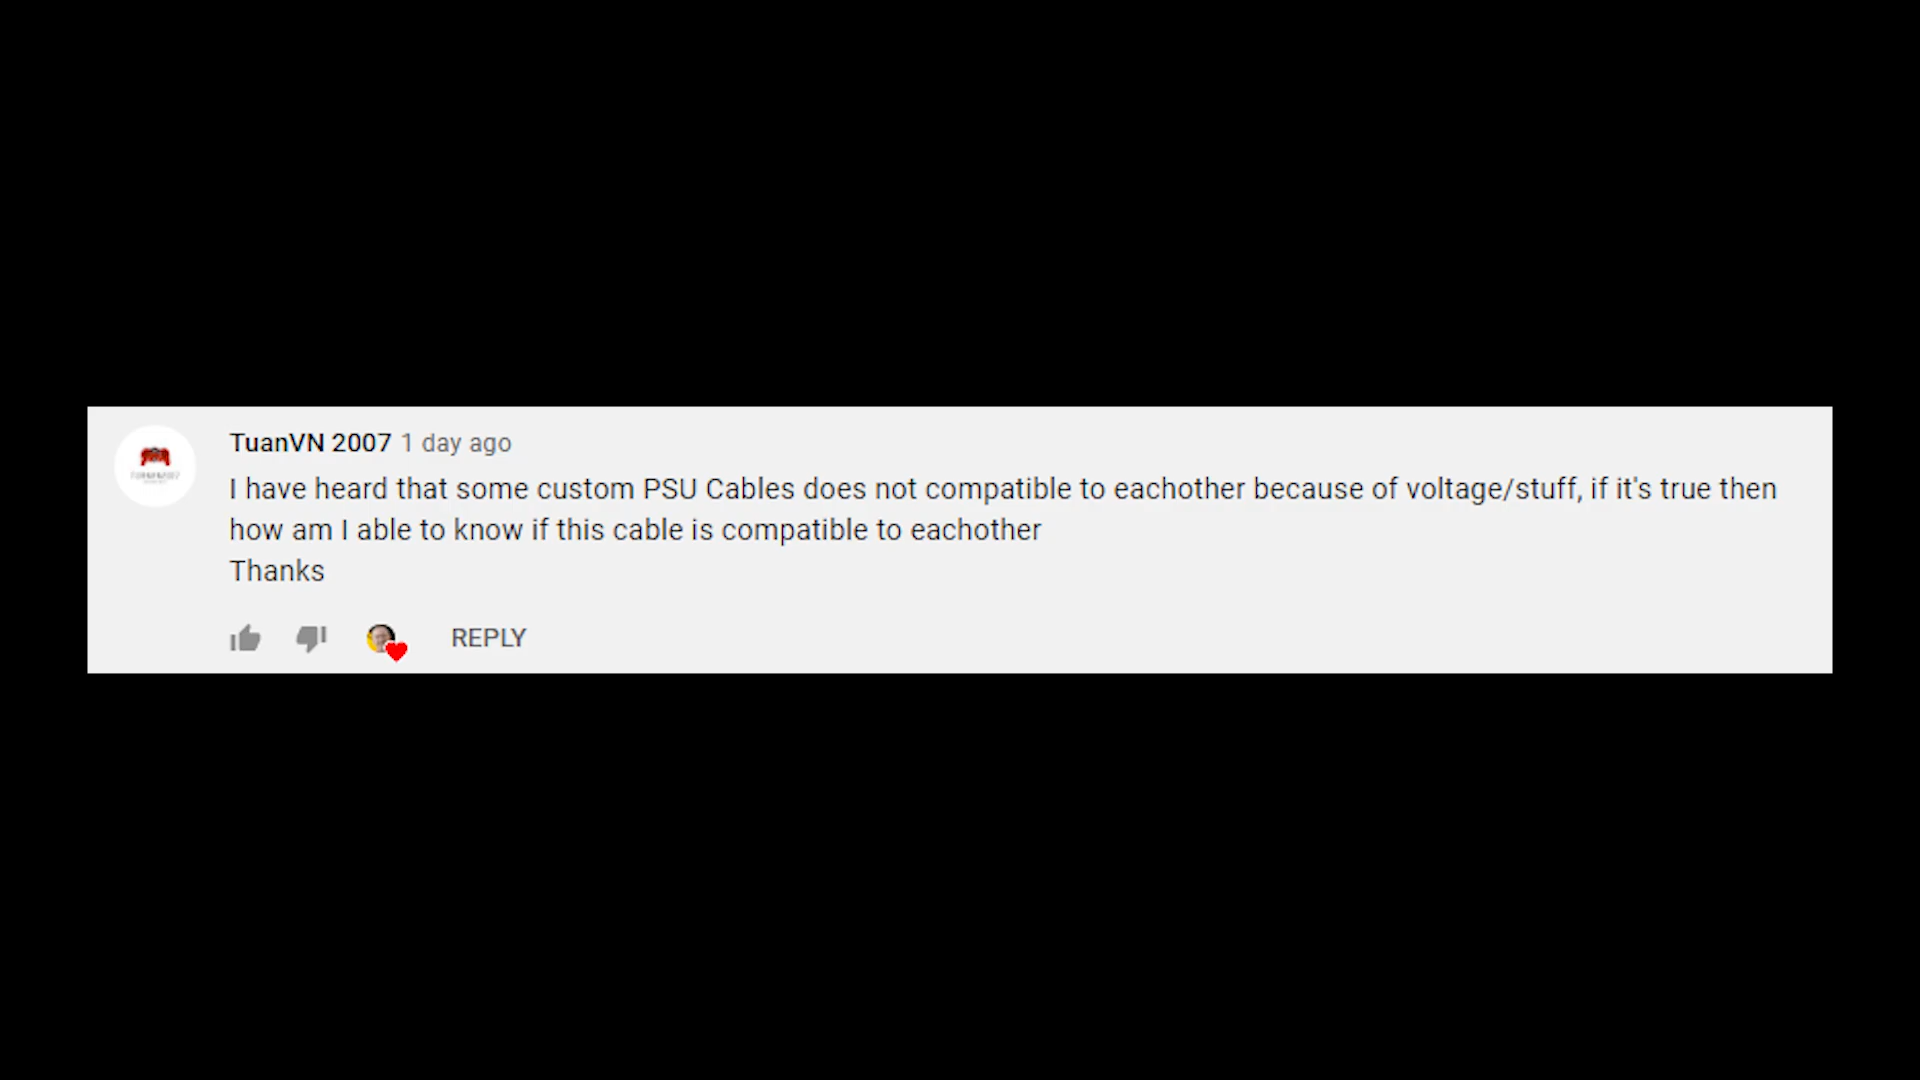 TuanVN 2007 1 day ago
I have heard that some custom PSU Cables does not compatible to eachother because of voltage/stuff, if it's true then
how am I able to know if this cable is compatible to eachother
Thanks
REPLY